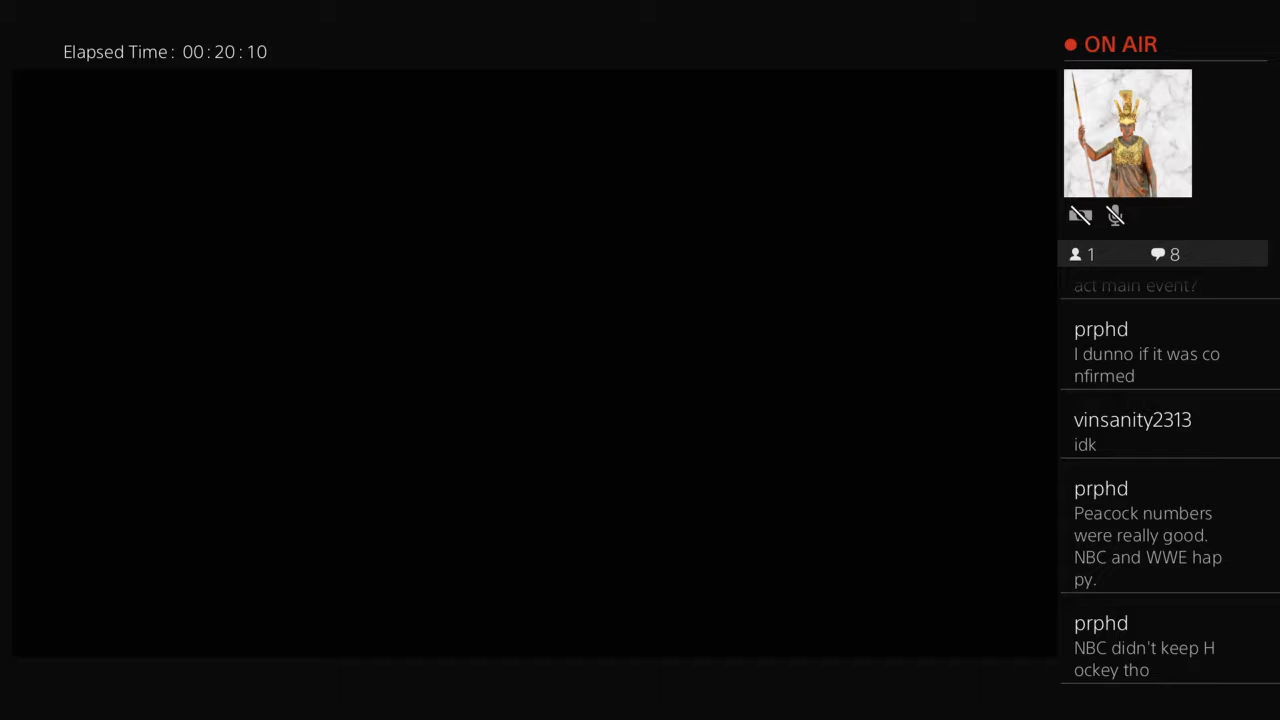 Elapsed Time: 00:20:10
ON AIR
1 8
act main event?
prphd
I dunno if it was co
nfirmed
vinsanity2313
idk
prphd
Peacock numbers
were really good.
NBC and WWE hap
py.
prphd
NBC didn't keep H
ockey tho